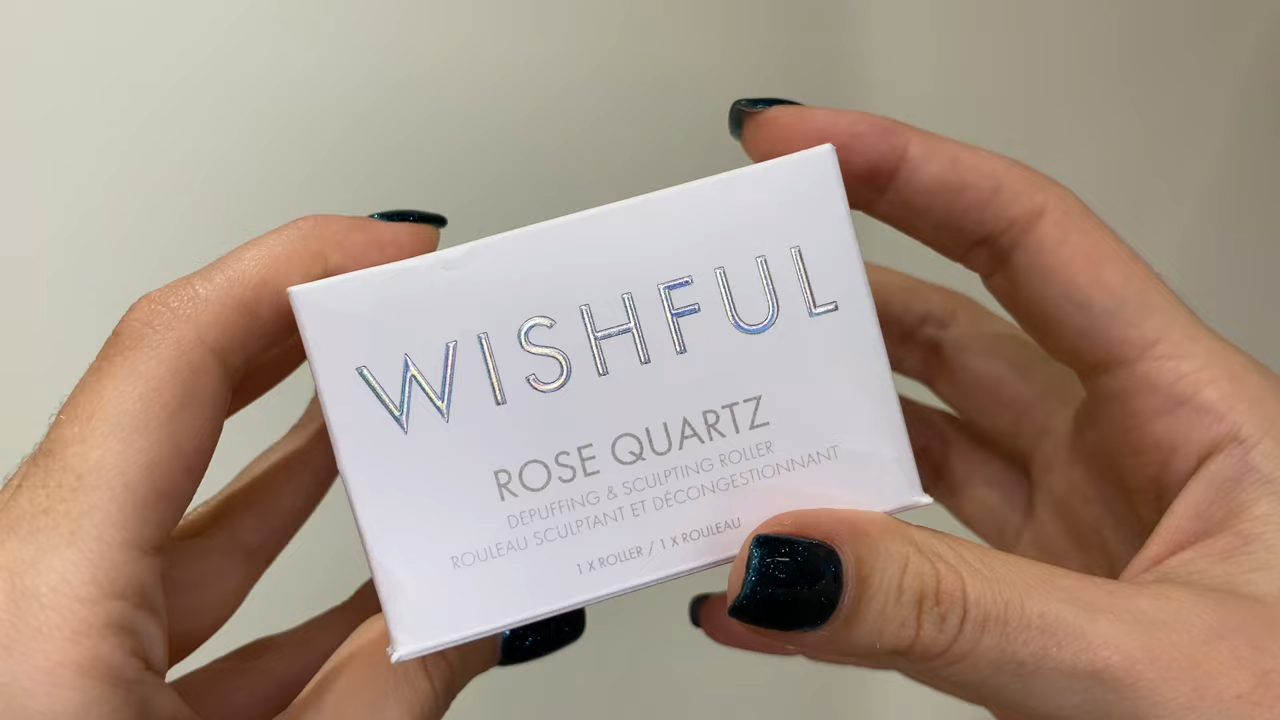 WISHFUL
ROSE QUARTZ
DEPUFFING & SCULPTING ROLLER
ROULEAU SCULPTANT ET DÉCONGESTIONNANT
1 X ROLLER / 1 X ROULEAU